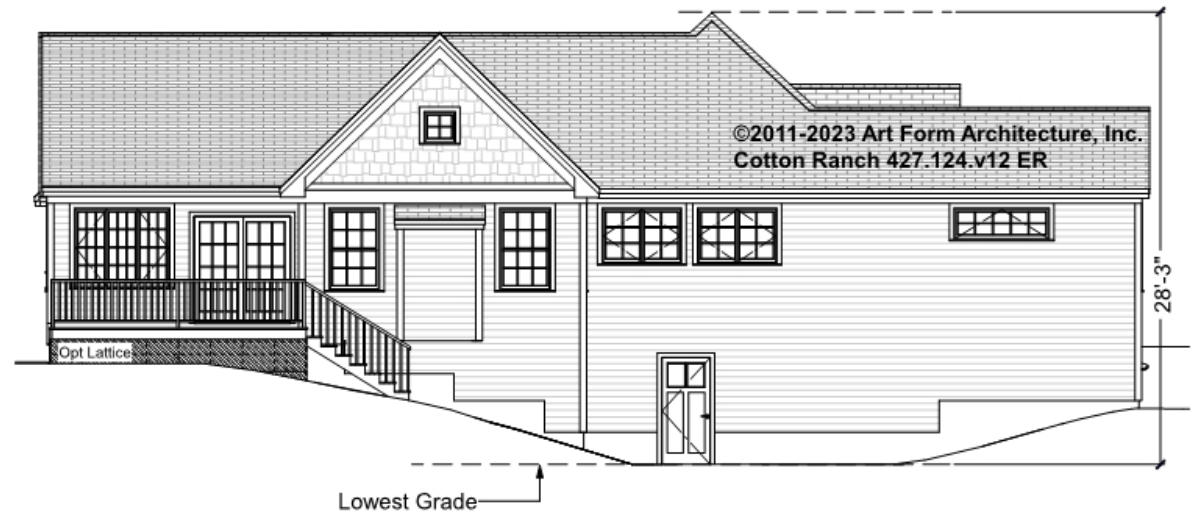 ©2011-2023 Art Form Architecture, Inc.
Cotton Ranch 427.124.v12 ER
28'-3"
Opt Lattice
Lowest Grade